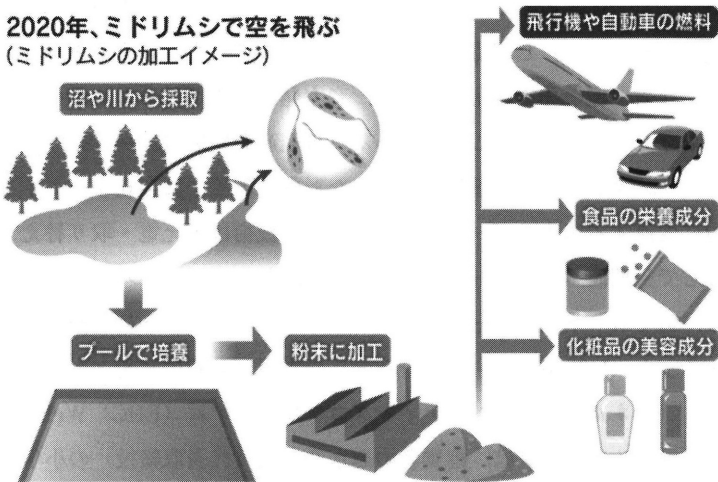 2020年、ミドリムシで空を飛ぶ
(ミドリムシの加工イメージ)
沼や川から採取
プールで培養
粉末に加工
飛行機や自動車の燃料
食品の栄養成分
化粧品の美容成分